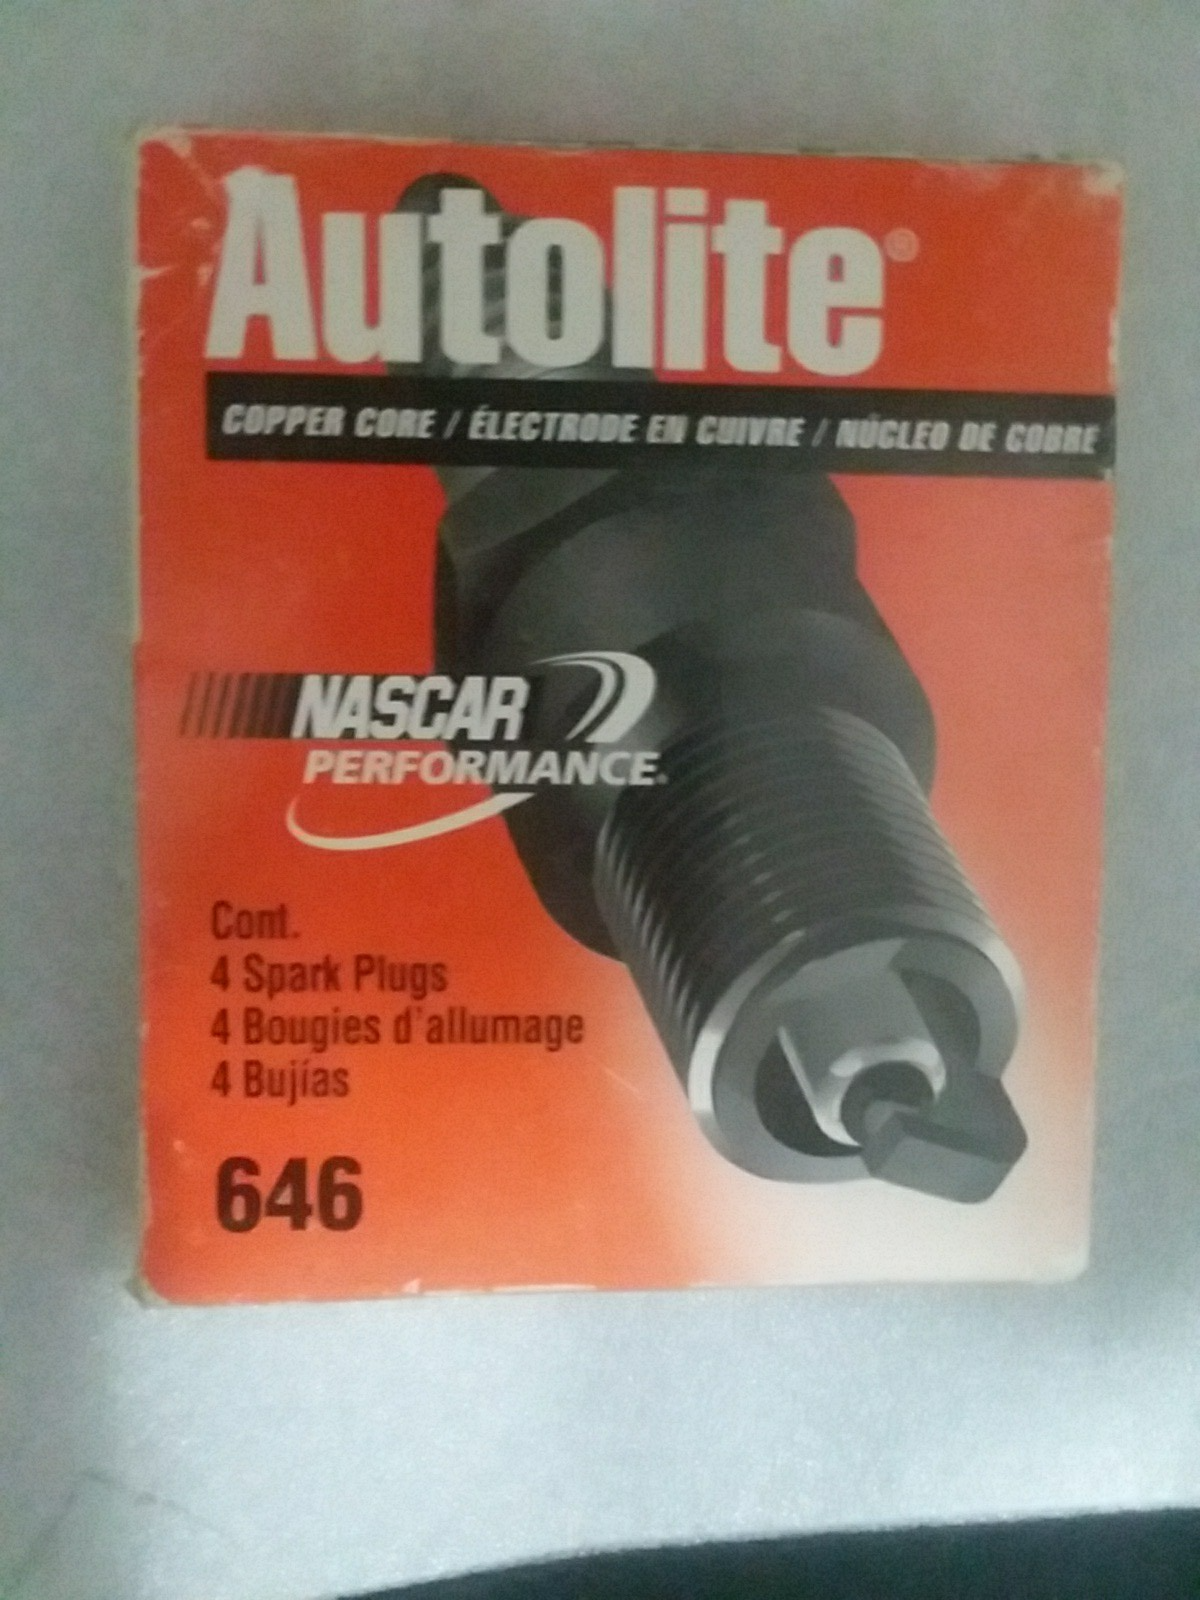 Autolite®
COPPER CORE / ÉLECTRODE EN CUIVRE / NÚCLEO DE COBRE
NASCAR
PERFORMANCE
Cont.
4 Spark Plugs
4 Bougies d'allumage
4 Bujías
646